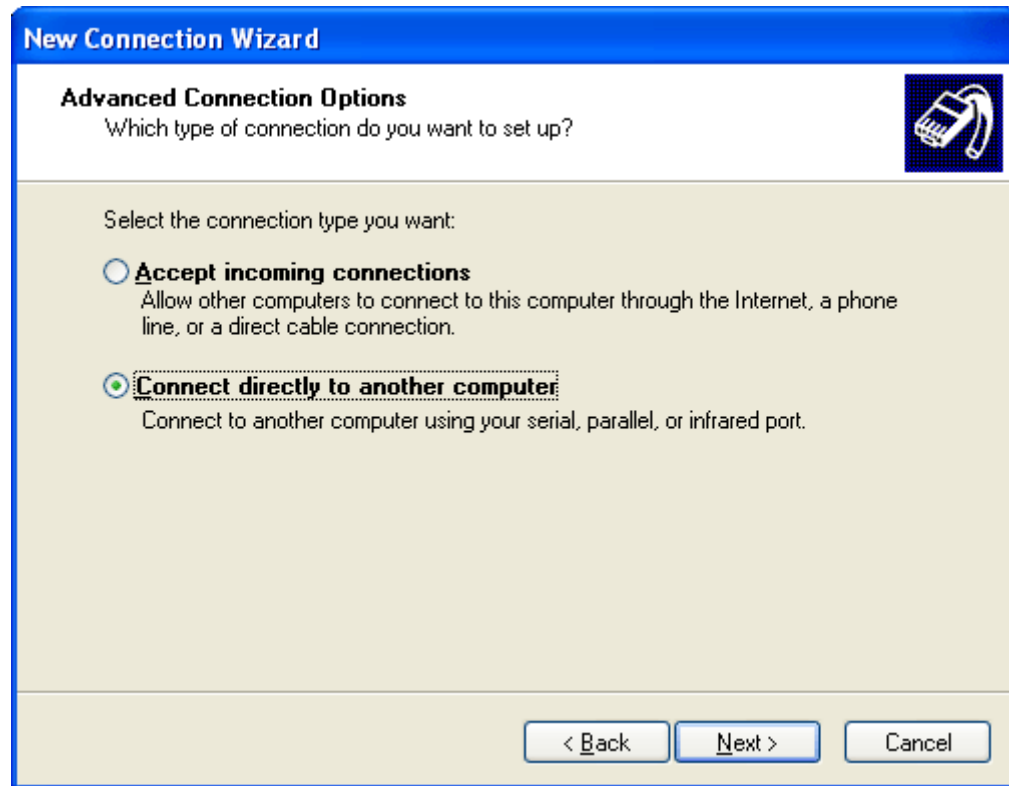 New Connection Wizard
Advanced Connection Options
Which type of connection do you want to set up?
Select the connection type you want:
Accept incoming connections
Allow other computers to connect to this computer through the Internet, a phone
line, or a direct cable connection.
Connect directly to another computer
Connect to another computer using your serial, parallel, or infrared port.
< Back Next > Cancel